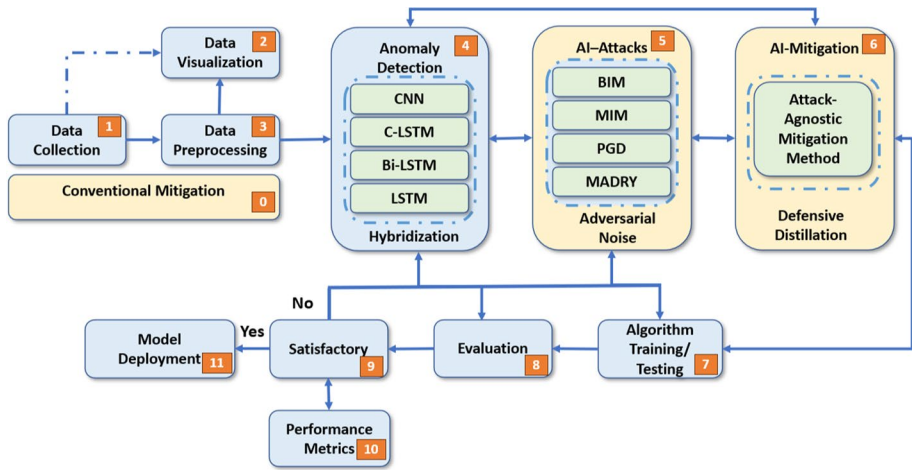 Data
Visualization
2
Data
Collection
1
Data
Preprocessing
3
Conventional Mitigation
0
Anomaly
Detection
4
CNN
C-LSTM
Bi-LSTM
LSTM
Hybridization
AI–Attacks
5
BIM
MIM
PGD
MADRY
Adversarial
Noise
AI-Mitigation
6
Attack-
Agnostic
Mitigation
Method
Defensive
Distillation
No
Yes
Model
Deployment
11
Satisfactory
9
Evaluation
8
Algorithm
Training/
Testing
7
Performance
Metrics
10